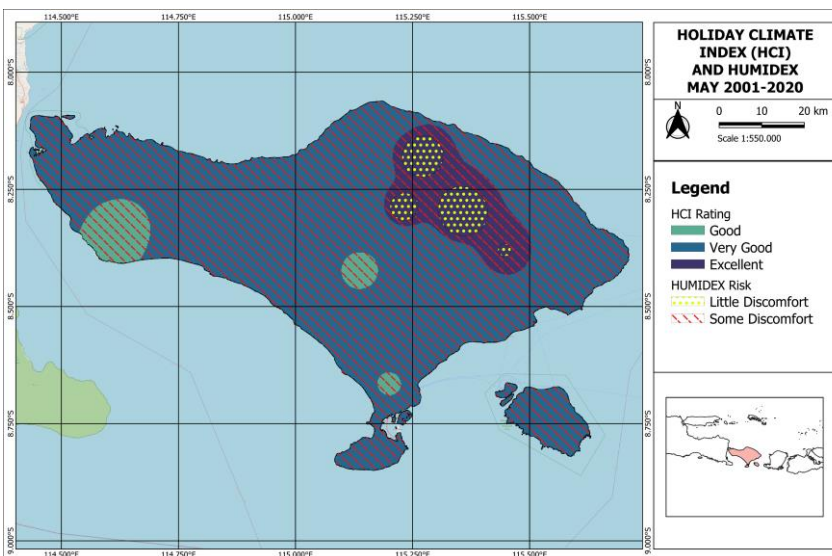 114.500°E 114.750°E 115.000°E 115.250°E 115.500°E
8.000°S
8.250°S
8.500°S
8.750°S
9.000°S
8.000°S
8.250°S
8.500°S
8.750°S
9.000°S
114.500°E 114.750°E 115.000°E 115.250°E 115.500°E
HOLIDAY CLIMATE
INDEX (HCI)
AND HUMIDEX
MAY 2001-2020
N
0 10 20 km
Scale 1:550.000
Legend
HCI Rating
Good
Very Good
Excellent
HUMIDEX Risk
Little Discomfort
Some Discomfort